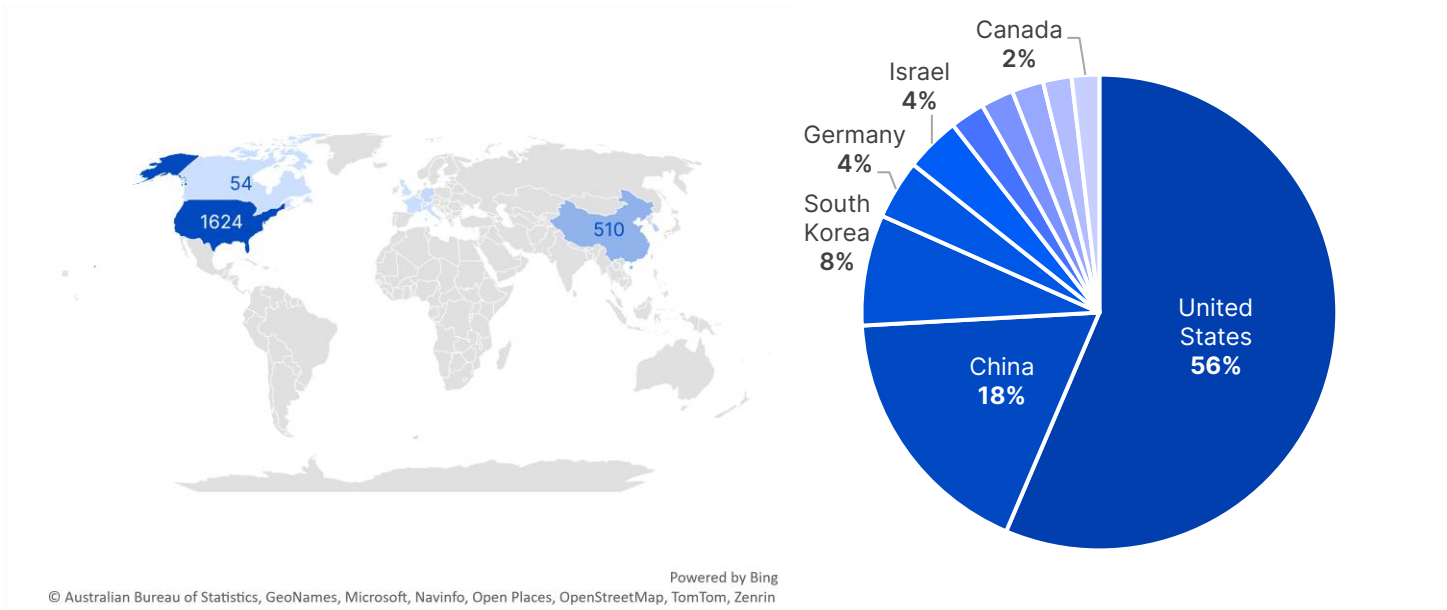 54
1624
510
Powered by Bing
© Australian Bureau of Statistics, GeoNames, Microsoft, Navinfo, Open Places, OpenStreetMap, TomTom, Zenrin
Canada
2%
Israel
4%
Germany
4%
South
Korea
8%
China
18%
United
States
56%